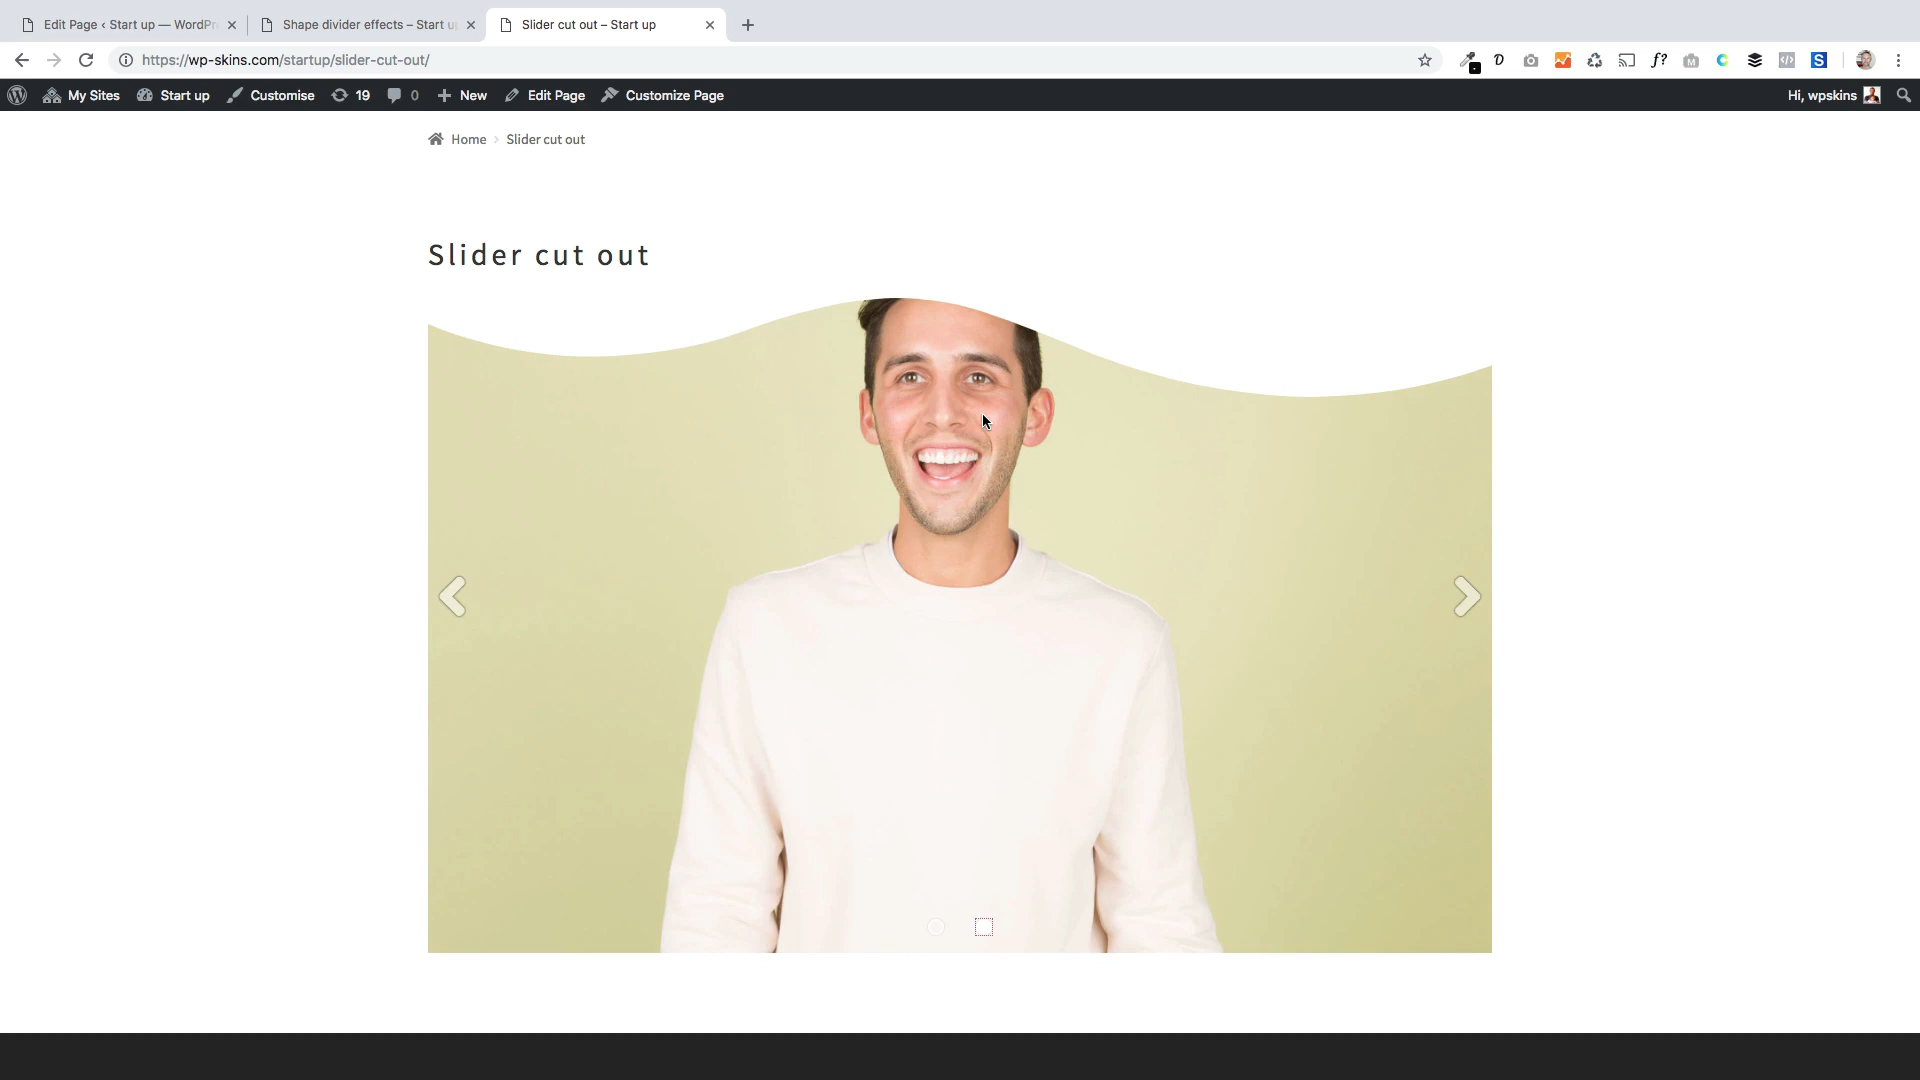 Edit Page ‹ Start up — WordPr
Shape divider effects – Start u
Slider cut out – Start up
https://wp-skins.com/startup/slider-cut-out/
My Sites
Start up
Customise
19
0
New
Edit Page
Customize Page
Hi, wpskins
Home
Slider cut out
Slider cut out